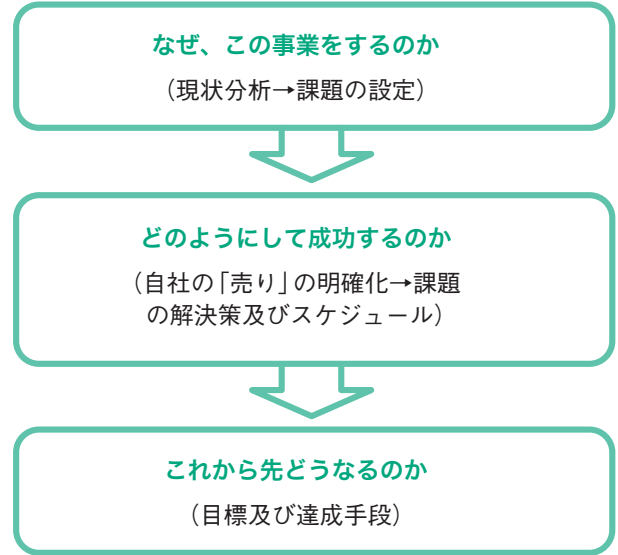 なぜ、この事業をするのか
（現状分析→課題の設定）
どのようにして成功するのか
（自社の「売り」の明確化→課題
の解決策及びスケジュール）
これから先どうなるのか
（目標及び達成手段）